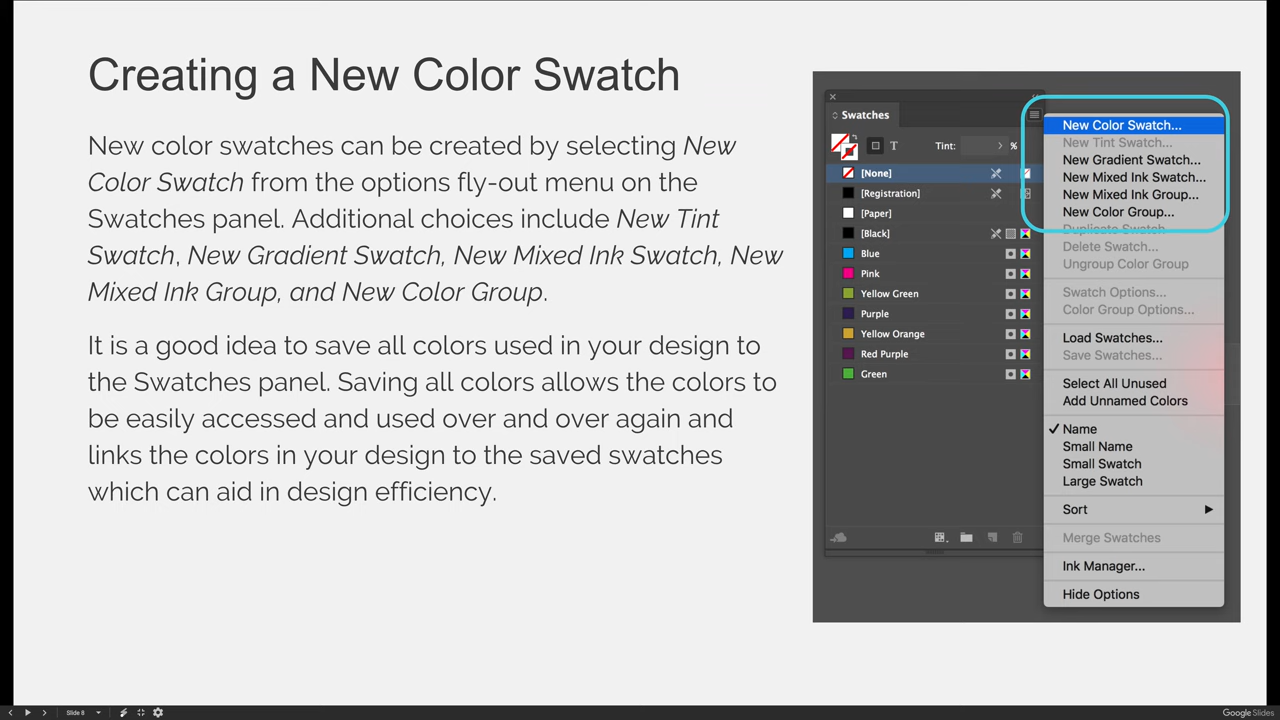 Creating a New Color Swatch
New color swatches can be created by selecting New
Color Swatch from the options fly-out menu on the
Swatches panel. Additional choices include New Tint
Swatch, New Gradient Swatch, New Mixed Ink Swatch, New
Mixed Ink Group, and New Color Group.
It is a good idea to save all colors used in your design to
the Swatches panel. Saving all colors allows the colors to
be easily accessed and used over and over again and
links the colors in your design to the saved swatches
which can aid in design efficiency.
Swatches
T
Tint:
%
[None]
[Registration]
[Paper]
[Black]
Blue
Pink
Yellow Green
Purple
Yellow Orange
Red Purple
Green
New Color Swatch...
New Tint Swatch...
New Gradient Swatch...
New Mixed Ink Swatch...
New Mixed Ink Group...
New Color Group...
Duplicate Swatch
Delete Swatch...
Ungroup Color Group
Swatch Options...
Color Group Options...
Load Swatches...
Save Swatches...
Select All Unused
Add Unnamed Colors
Name
Small Name
Small Swatch
Large Swatch
Sort
Merge Swatches
Ink Manager...
Hide Options
Slide 8
Google Slides